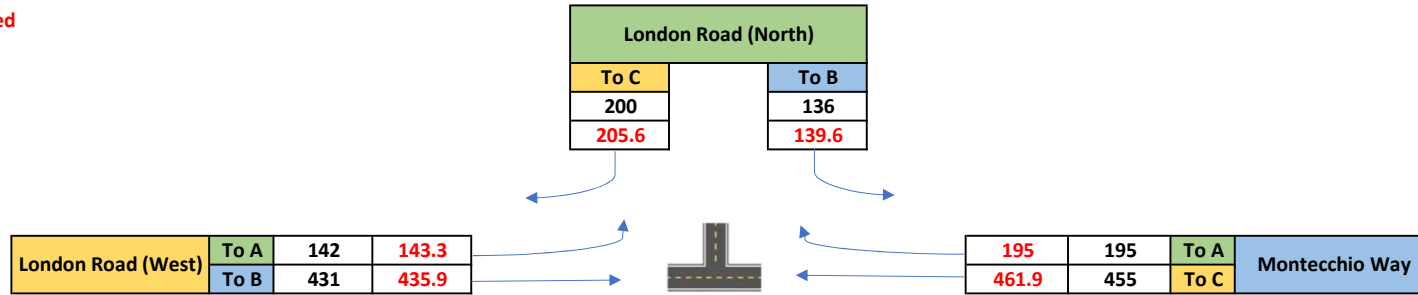 London Road (North)
To C To B
200 136
205.6 139.6
London Road (West) To A 142 143.3
To B 431 435.9
195 195 To A Montecchio Way
461.9 455 To C